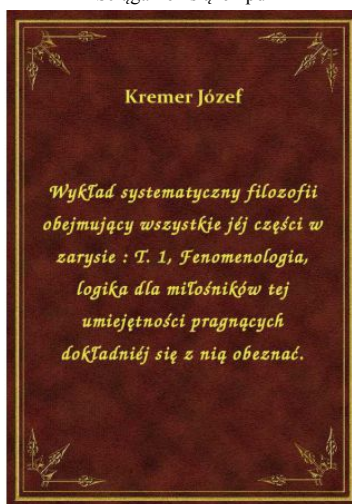 Kremer Józef
Wykład systematyczny filozofii
obejmujący wszystkie jéj części w
zarysie : T. 1, Fenomenologia,
logika dla miłośników tej
umiejętności pragnących
dokładniéj się z nią obeznać.